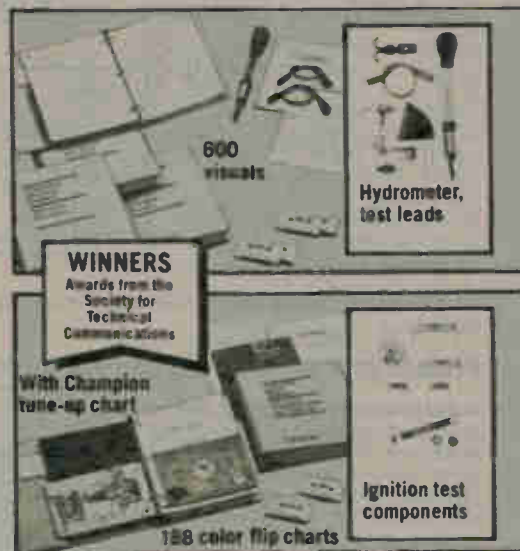 600
visuals
Hydrometer,
test leads
WINNERS
Awards from the
Society for
Technical
Communications
With Champion
tune-up chart
Ignition test
components
188 color flip charts